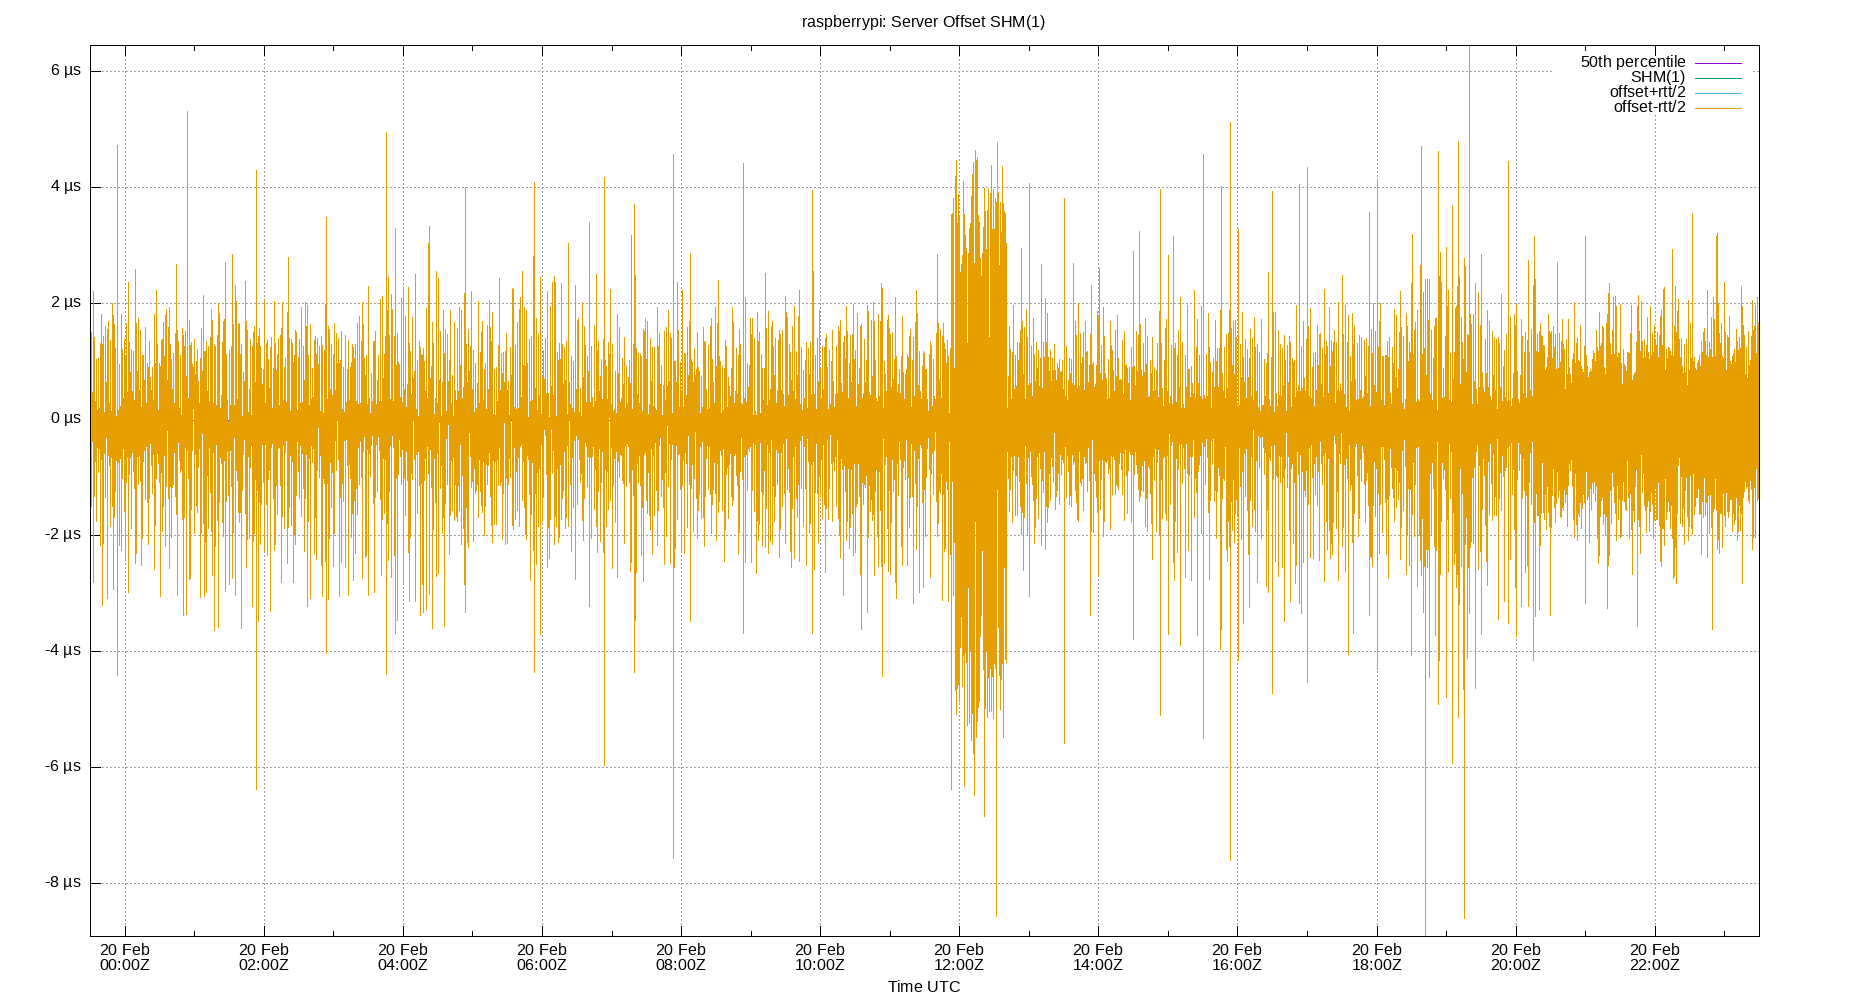 raspberrypi: Server Offset SHM(1)
6 µs
4 µs
2 µs
0 µs
-2 µs
-4 µs
-6 µs
-8 µs
50th percentile
SHM(1)
offset+rtt/2
offset-rtt/2
20 Feb 20 Feb 20 Feb 20 Feb 20 Feb 20 Feb 20 Feb 20 Feb 20 Feb 20 Feb 20 Feb 20 Feb
00:00Z 02:00Z 04:00Z 06:00Z 08:00Z 10:00Z 12:00Z 14:00Z 16:00Z 18:00Z 20:00Z 22:00Z
Time UTC